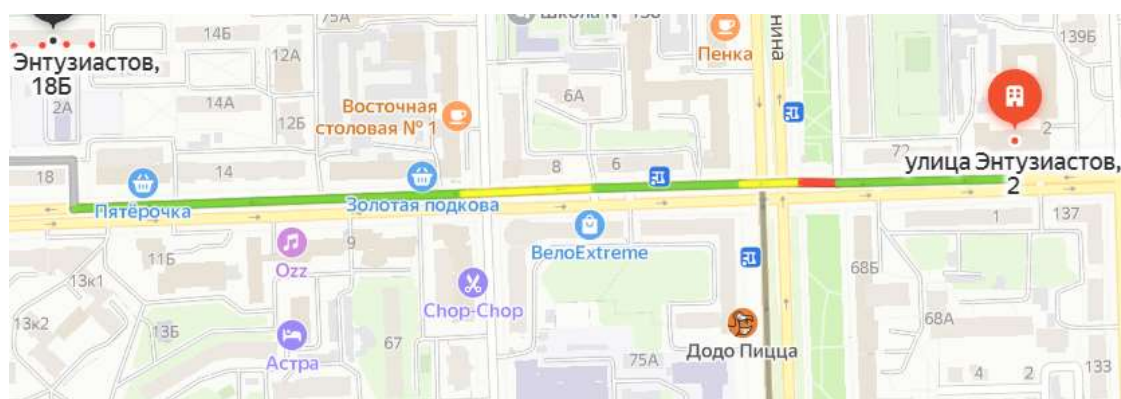 75А
Школа № 138
нина
139Б
14Б
12А
Пенка
Энтузиастов,
18Б
2А
14А
12Б
Восточная
столовая № 1
6А
2
18
14
8
6
улица Энтузиастов,
2
Пятёрочка
Золотая подкова
1
137
11Б
Ozz
9
ВелоExtreme
68Б
13к1
Chop-Chop
13к2
13Б
67
68А
Астра
75А
Додо Пицца
4
2
133